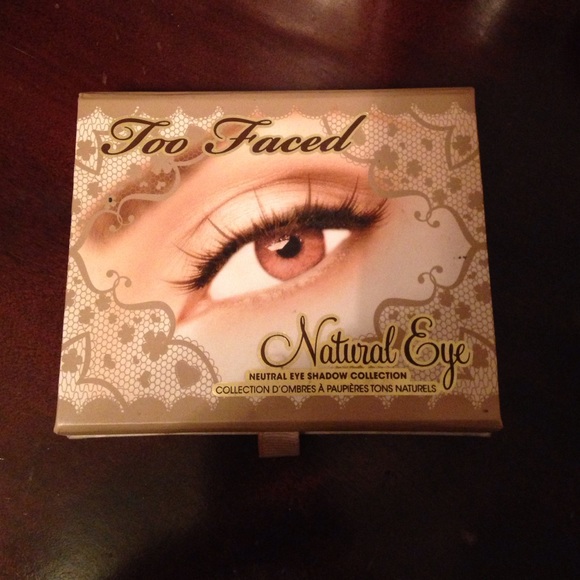 Too Faced
Natural Eye
NEUTRAL EYE SHADOW COLLECTION
COLLECTION D'OMBRES À PAUPIÈRES TONS NATURELS